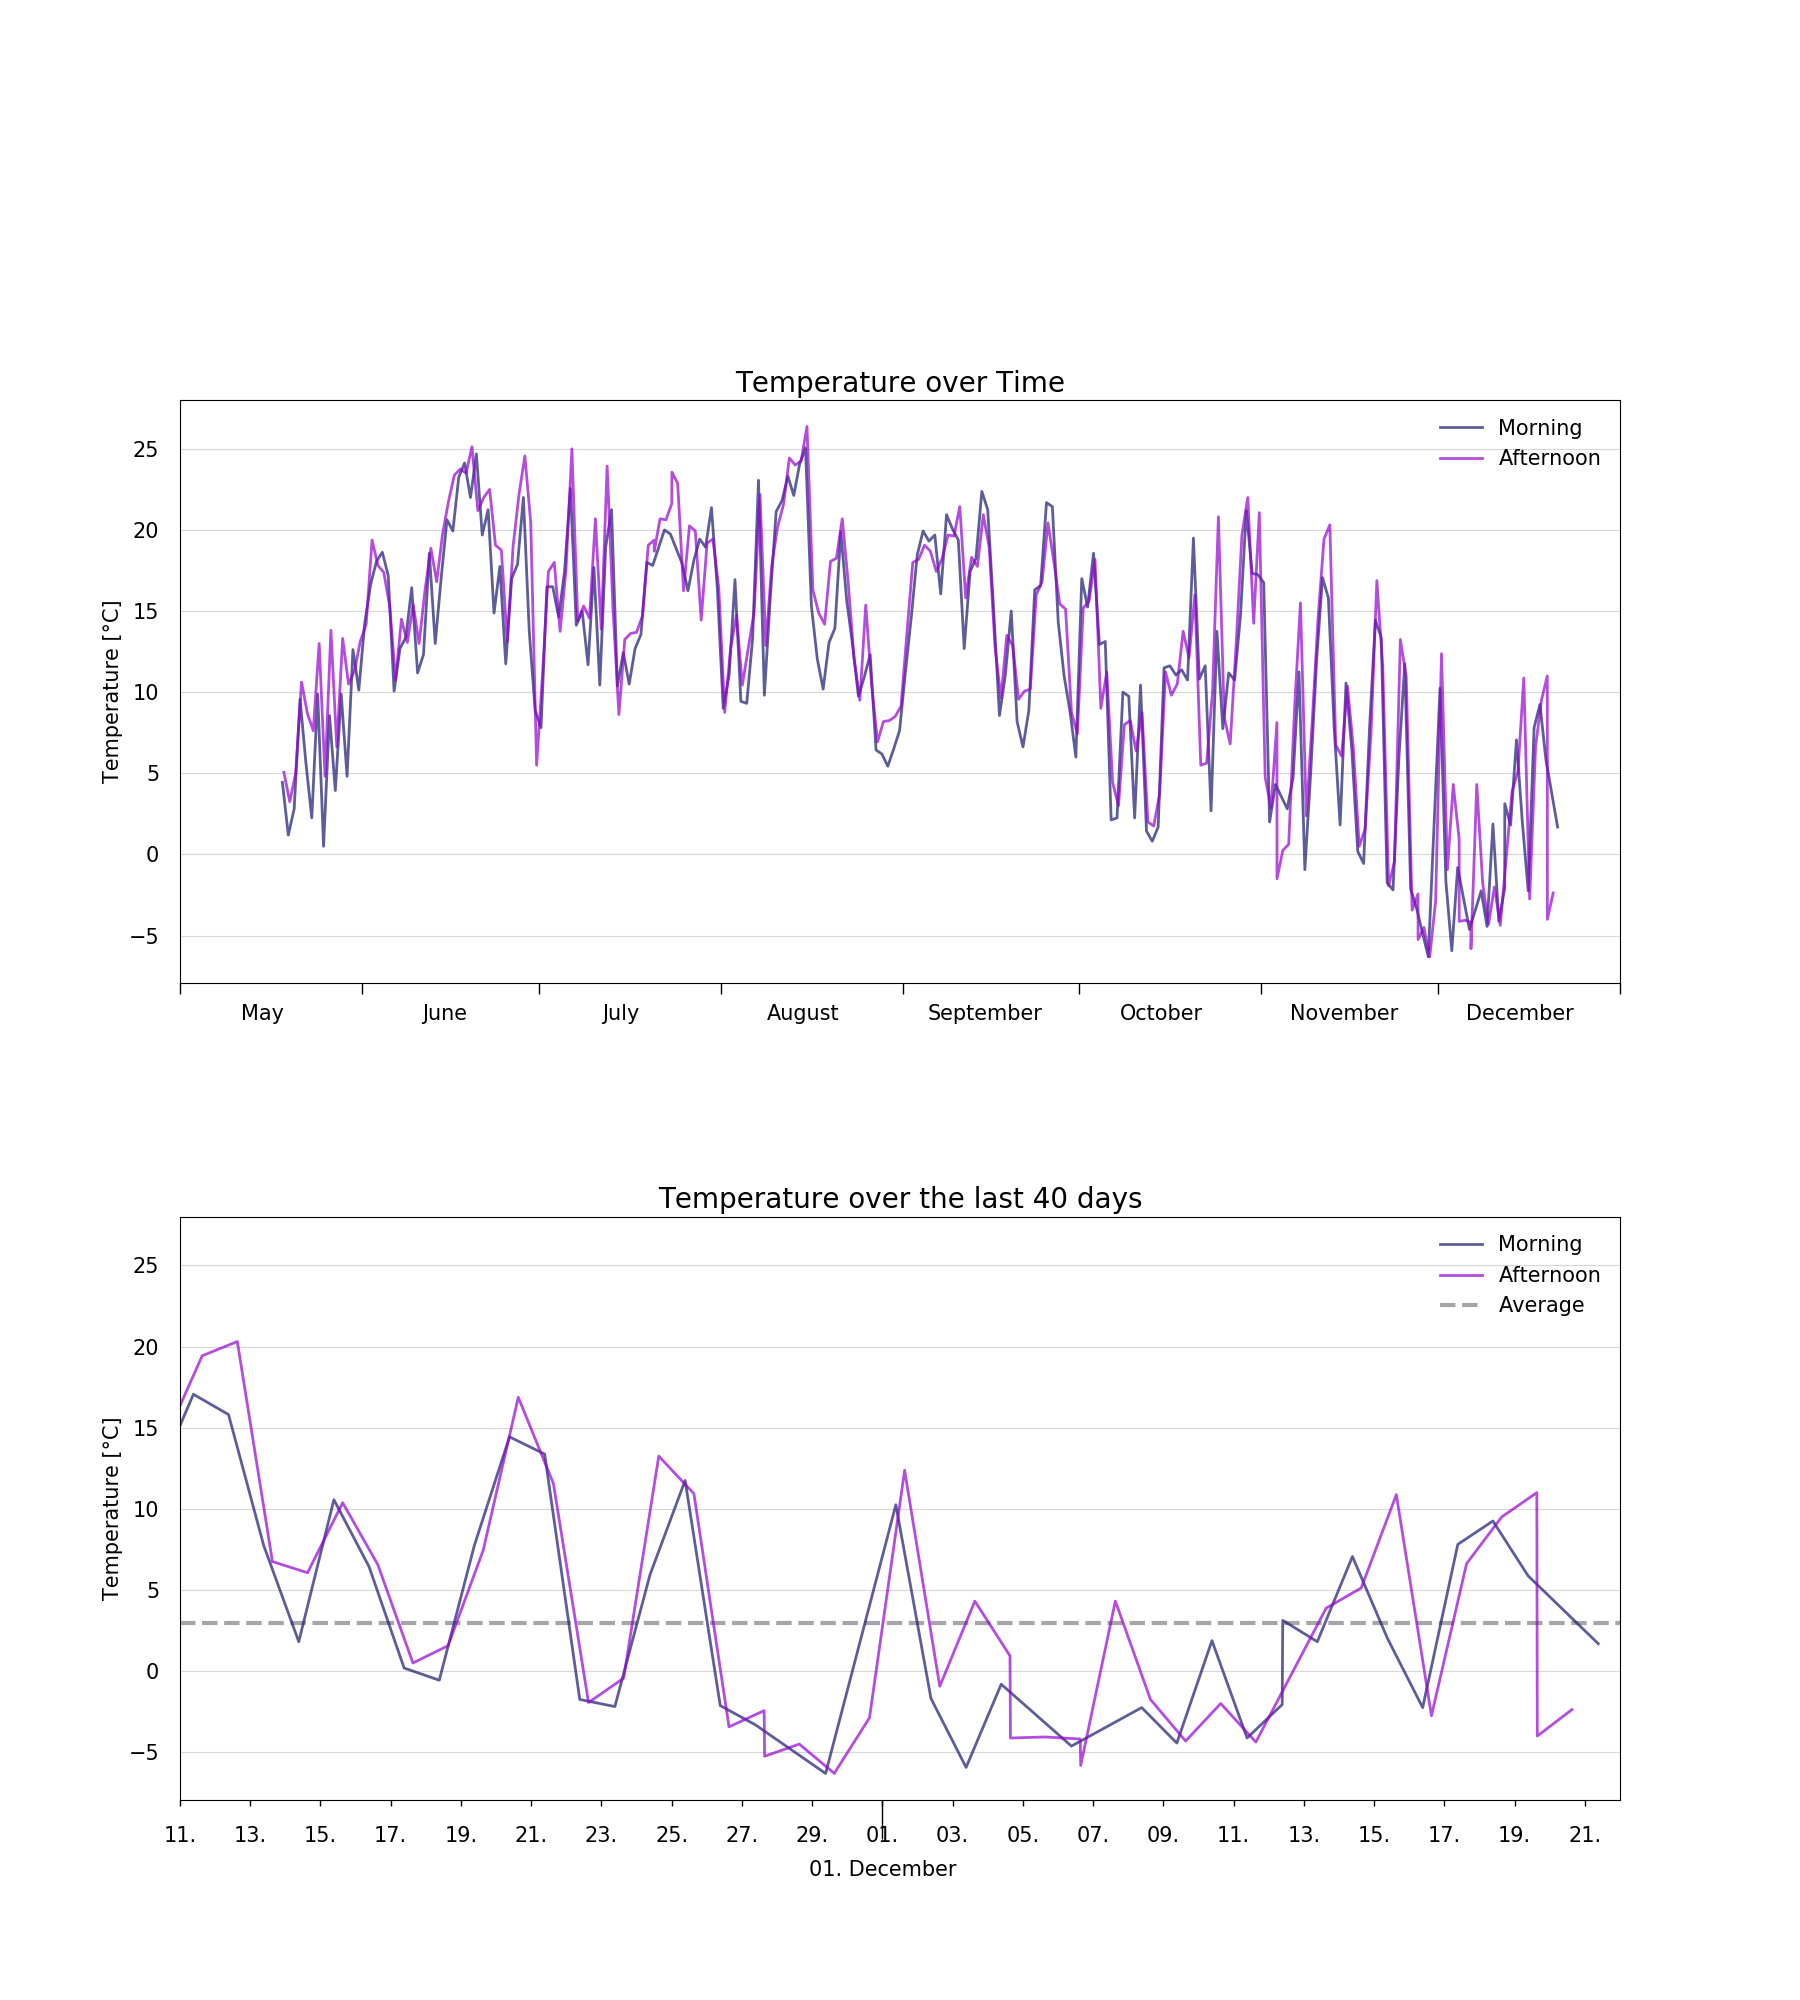 Temperature over Time
Morning
Afternoon
25
20
15
10
5
0
−5
Temperature [°C]
May June July August September October November December
Temperature over the last 40 days
Morning
Afternoon
Average
25
20
15
10
5
0
−5
Temperature [°C]
11. 13. 15. 17. 19. 21. 23. 25. 27. 29. 01. 03. 05. 07. 09. 11. 13. 15. 17. 19. 21.
01. December